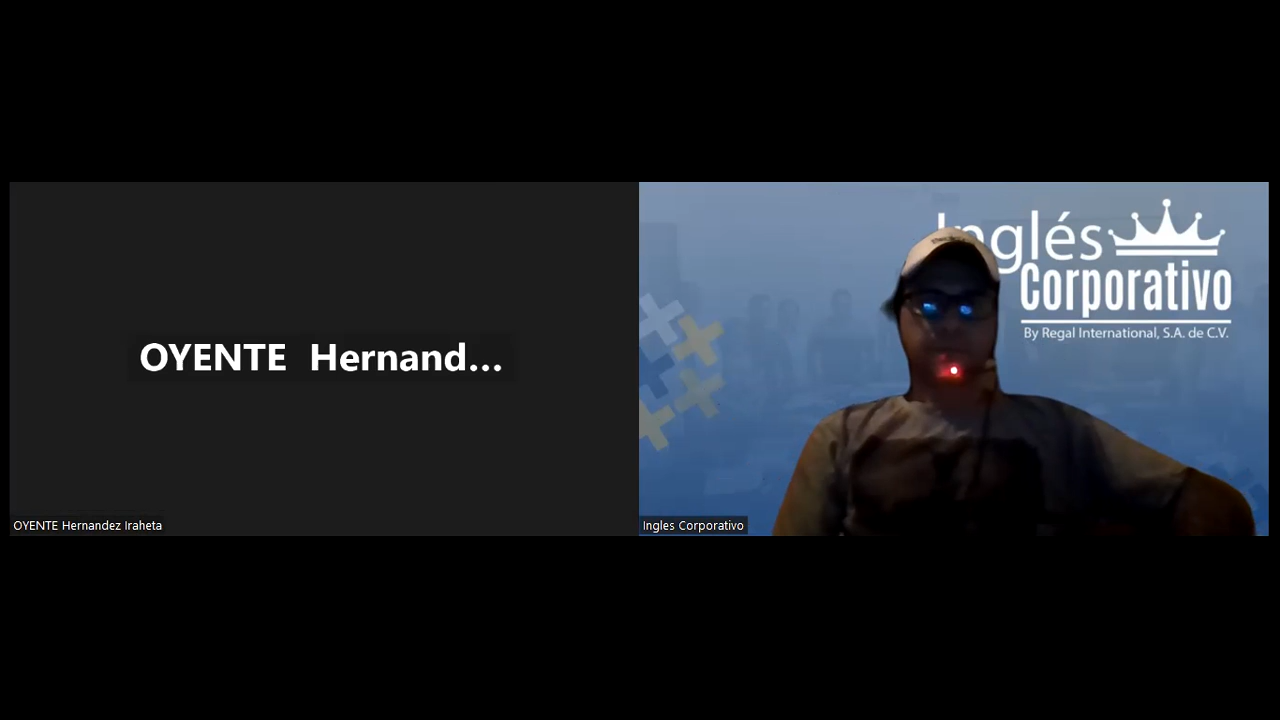 OYENTE Hernand...
OYENTE Hernandez Iraheta
Inglés
Corporativo
By Regal International, S.A. de C.V.
Ingles Corporativo